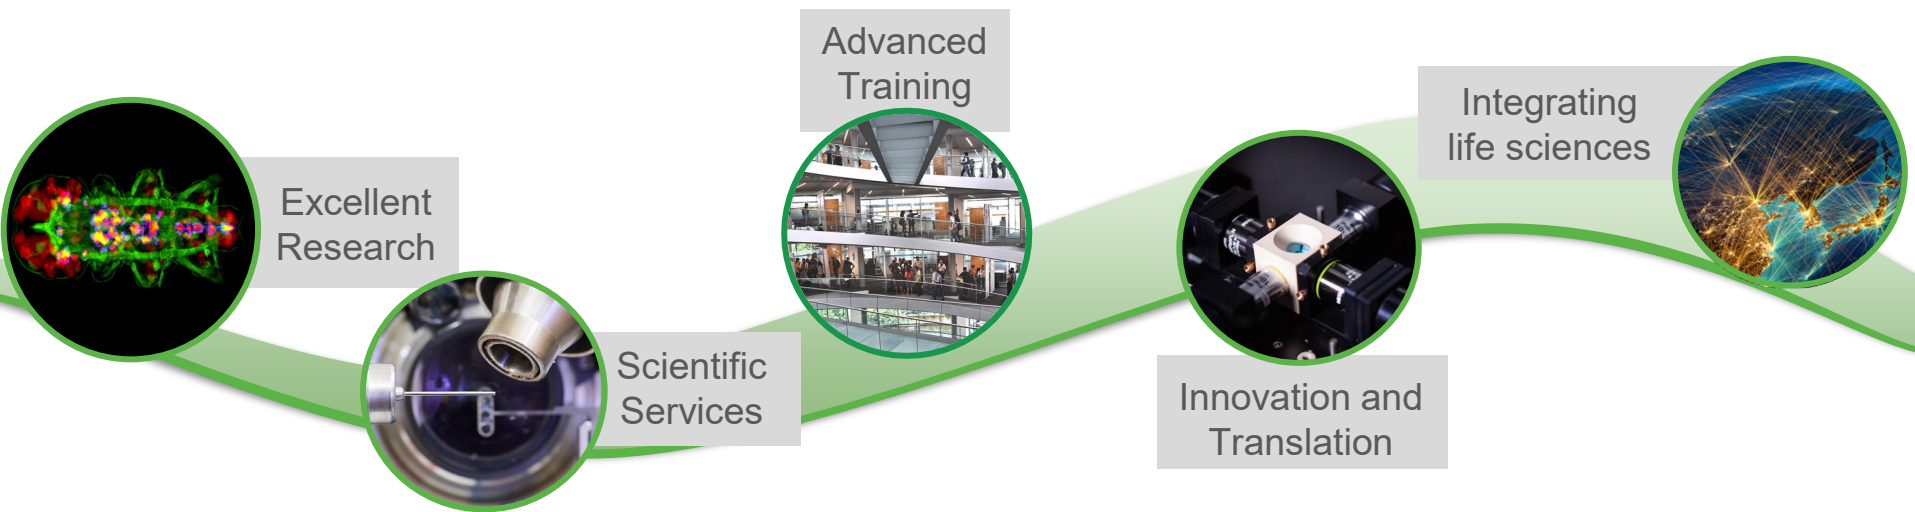 Excellent
Research
Scientific
Services
Advanced
Training
Innovation and
Translation
Integrating
life sciences